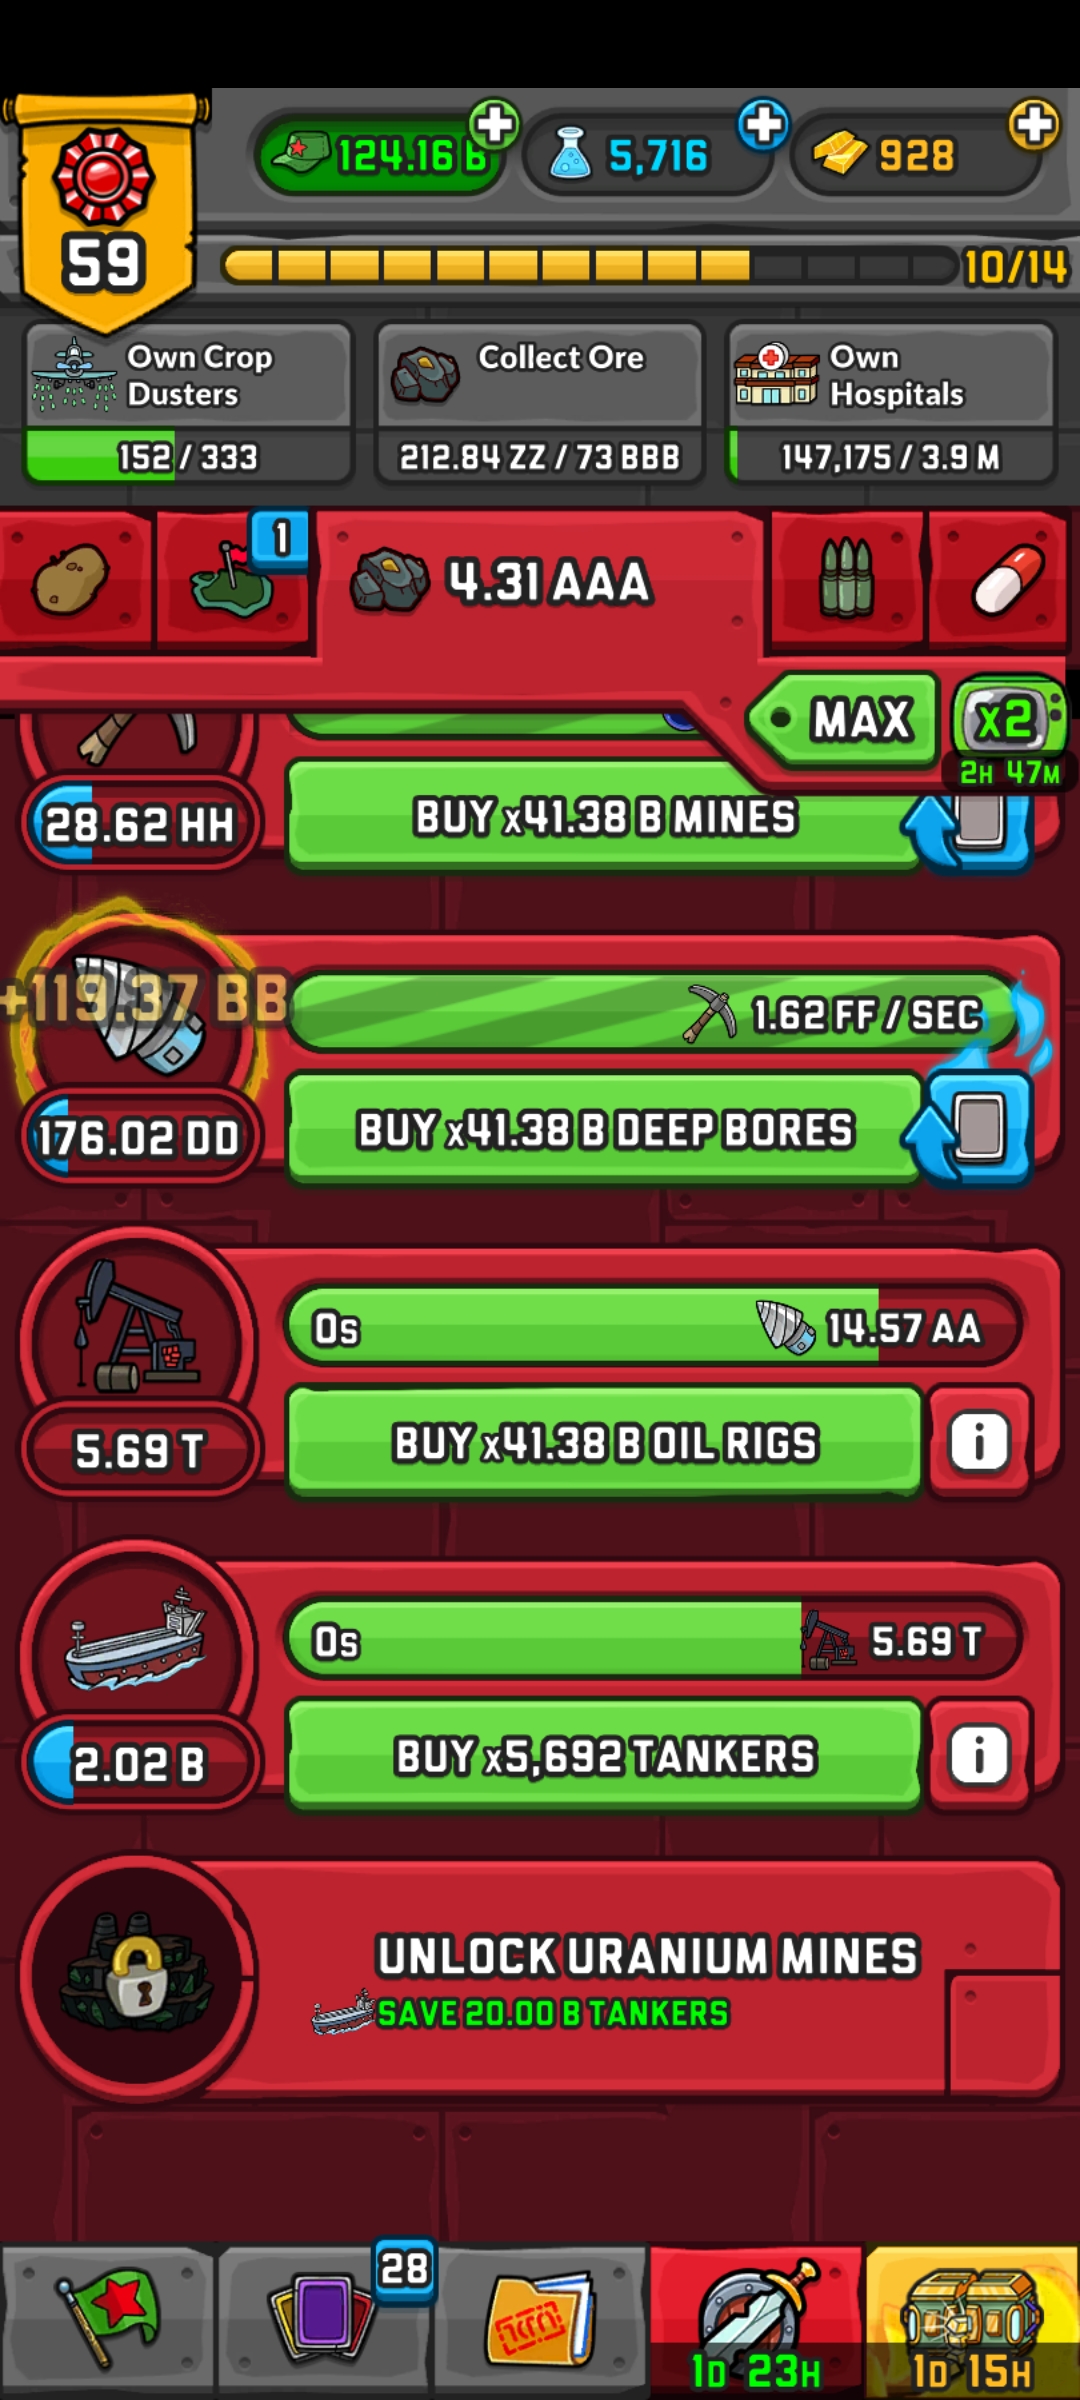 124.16 B
5,716
928
59
10/14
Own Crop
Dusters
152 / 333
Collect Ore
212.84 ZZ / 73 BBB
Own
Hospitals
147,175 / 3.9 M
1
4.31 AAA
MAX
x2
2H 47M
28.62 HH
BUY x41.38 B MINES
+119.37 BB
1.62 FF / SEC
176.02 DD
BUY x41.38 B DEEP BORES
0s
14.57 AA
5.69 T
BUY x41.38 B OIL RIGS
i
0s
5.69 T
2.02 B
BUY x5,692 TANKERS
i
UNLOCK URANIUM MINES
SAVE 20.00 B TANKERS
28
1D 23H
1D 15H